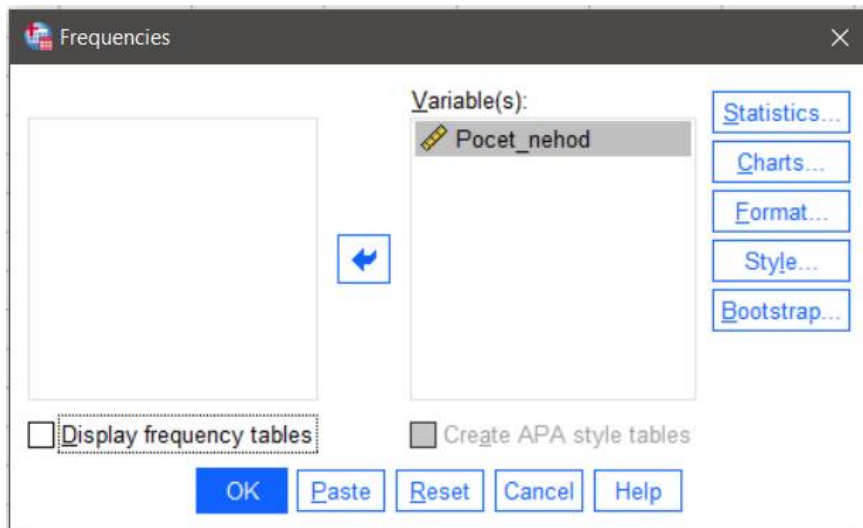 Frequencies
Variable(s):
Pocet_nehod
Statistics...
Charts...
Format...
Style...
Bootstrap...
Display frequency tables
Create APA style tables
OK
Paste
Reset
Cancel
Help